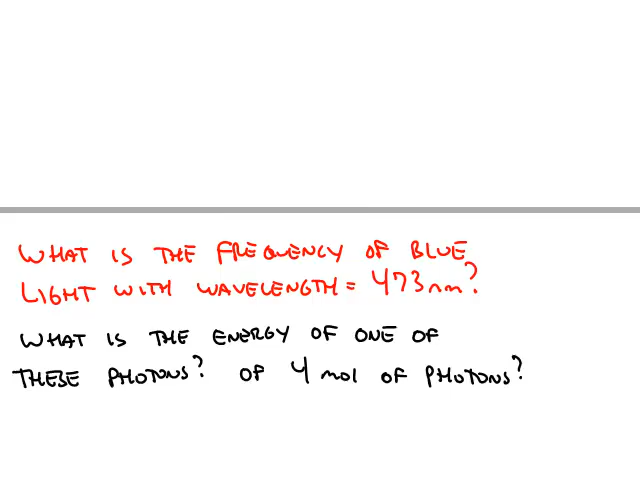 WHAT IS THE FREQUENCY OF BLUE
LIGHT WITH WAVELENGTH = 473nm?
WHAT IS THE ENERGY OF ONE OF
THESE PHOTONS? OF 4 mol OF PHOTONS?